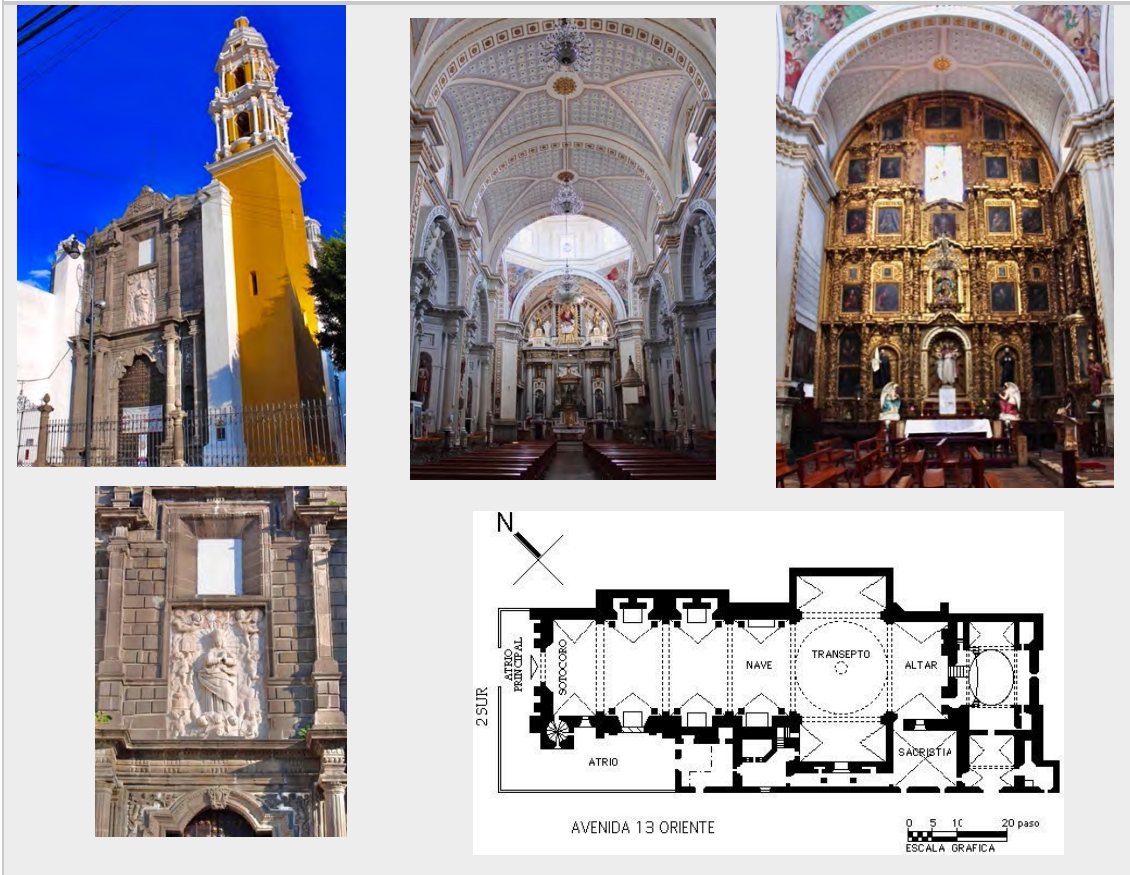 N
ATRIO
PRINCIPAL
SOTOCORO
NAVE
TRANSEPTO
ALTAR
2 SUR
ATRIO
SACRISTIA
AVENIDA 13 ORIENTE
0 5 10 20 paso
ESCALA GRAFICA